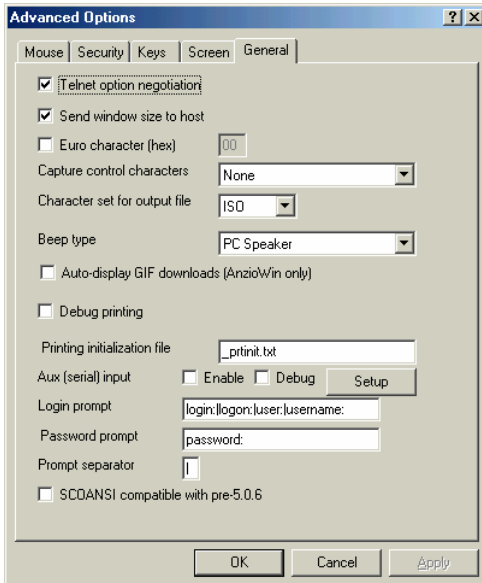 Advanced Options
Mouse Security Keys Screen General
Telnet option negotiation
Send window size to host
Euro character (hex) 00
Capture control characters None
Character set for output file ISO
Beep type PC Speaker
Auto-display GIF downloads (AnzioWin only)
Debug printing
Printing initialization file _prtinit.txt
Aux (serial) input Enable Debug Setup
Login prompt login:|logon:|user:|username:
Password prompt password:
Prompt separator |
SCOANSI compatible with pre-5.0.6
OK Cancel Apply